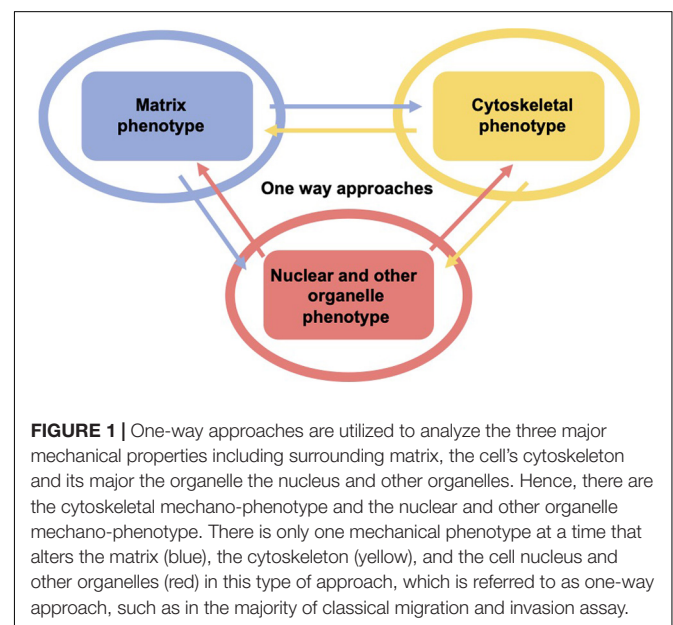 Matrix
phenotype
Cytoskeletal
phenotype
One way approaches
Nuclear and other
organelle
phenotype
FIGURE 1 | One-way approaches are utilized to analyze the three major
mechanical properties including surrounding matrix, the cell's cytoskeleton
and its major the organelle the nucleus and other organelles. Hence, there are
the cytoskeletal mechano-phenotype and the nuclear and other organelle
mechano-phenotype. There is only one mechanical phenotype at a time that
alters the matrix (blue), the cytoskeleton (yellow), and the cell nucleus and
other organelles (red) in this type of approach, which is referred to as one-way
approach, such as in the majority of classical migration and invasion assay.